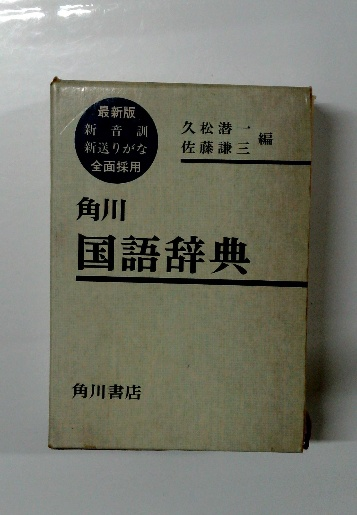 最新版
新音訓
新送りがな
全面採用
久松潜一
佐藤謙三
編
角川
国語辞典
角川書店